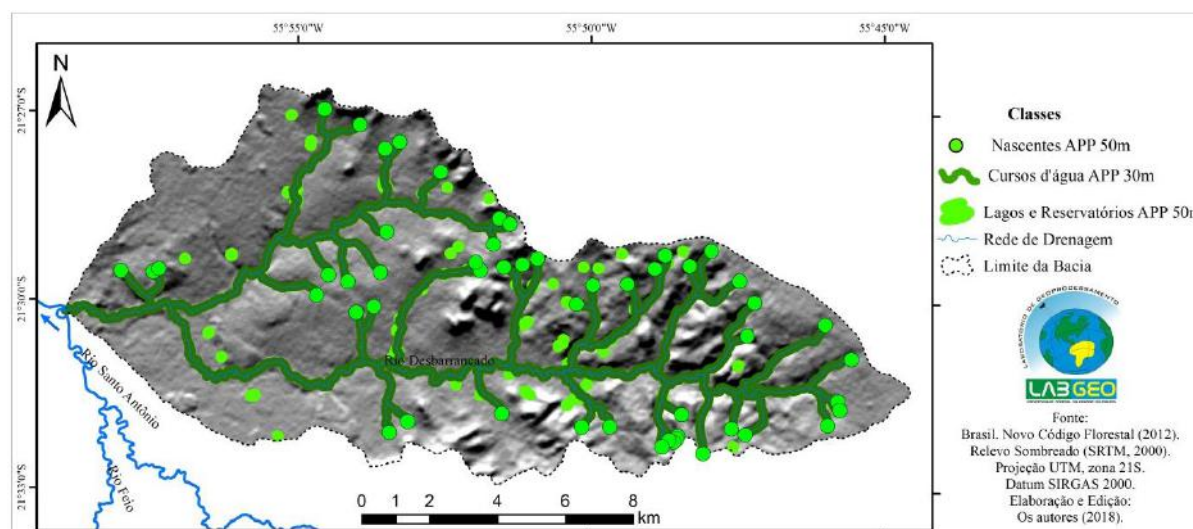 55°55'0"W
55°50'0"W
55°45'0"W
N
21°27'0"S
21°30'0"S
21°33'0"S
Rio Desbarrancado
Rio Santo Antônio
Rio Feio
0 1 2 4 6 8
km
Classes
Nascentes APP 50m
Cursos d'água APP 30m
Lagos e Reservatórios APP 50m
Rede de Drenagem
Limite da Bacia
LABORATÓRIO DE GEOPROCESSAMENTO
LABGEO
Fonte:
Brasil. Novo Código Florestal (2012).
Relevo Sombreado (SRTM, 2000).
Projeção UTM, zona 21S.
Datum SIRGAS 2000.
Elaboração e Edição:
Os autores (2018).